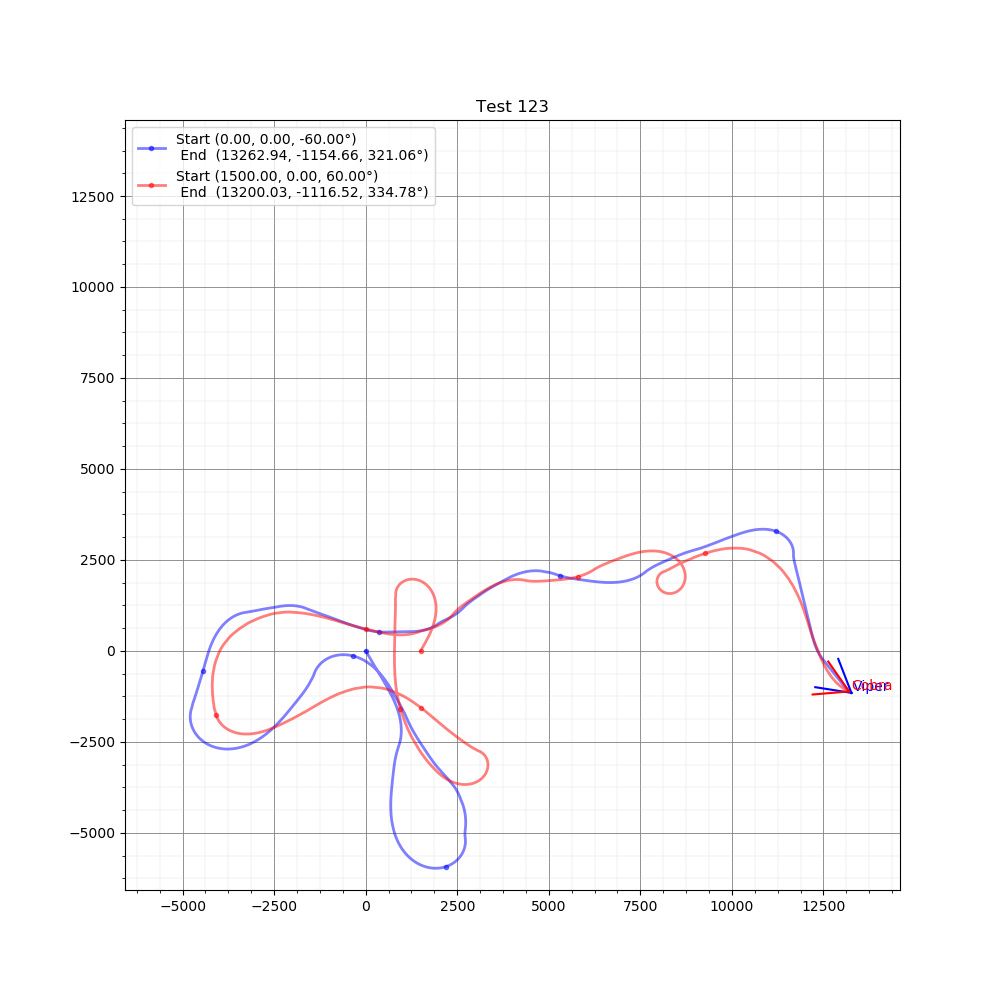 Test 123
Start (0.00, 0.00, -60.00°)
End (13262.94, -1154.66, 321.06°)
Start (1500.00, 0.00, 60.00°)
End (13200.03, -1116.52, 334.78°)
12500
10000
7500
5000
2500
0
−2500
−5000
Cobra
Viper
−5000 −2500 0 2500 5000 7500 10000 12500